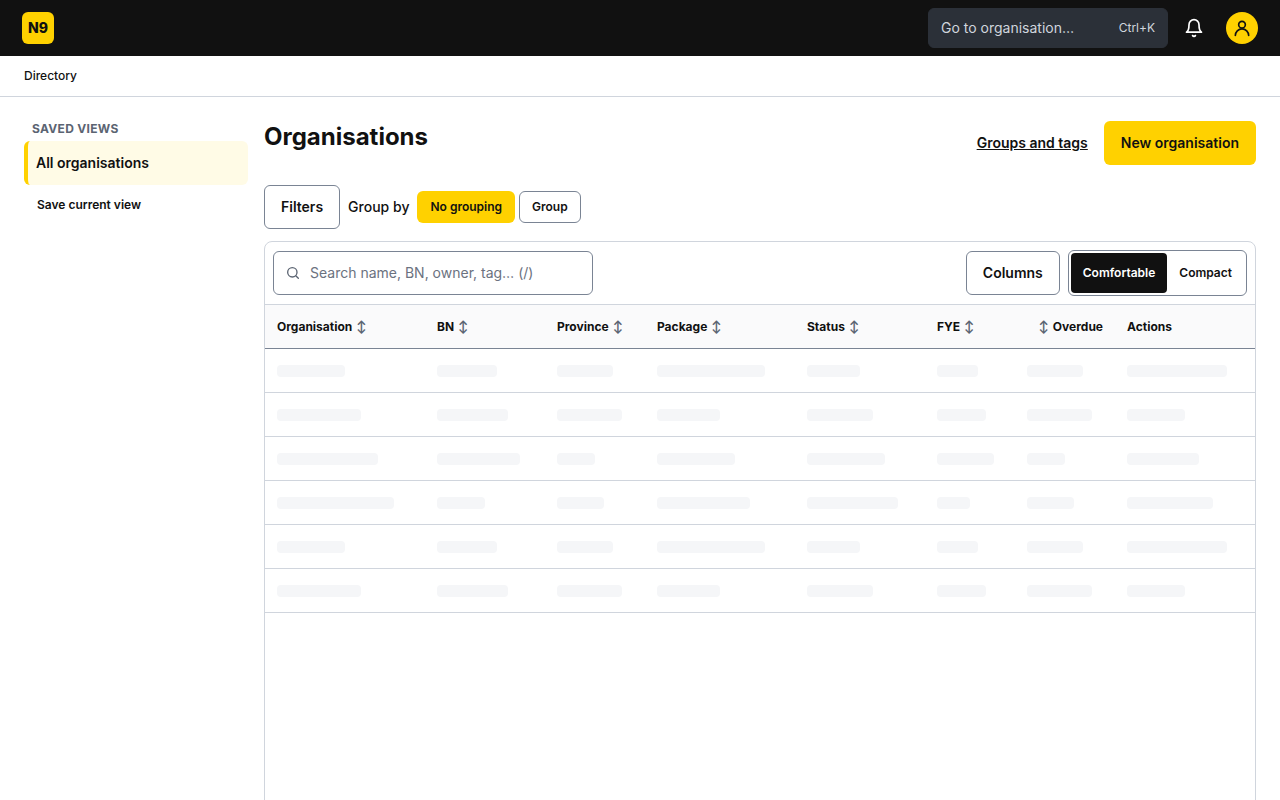 N9
Go to organisation... Ctrl+K
Directory
SAVED VIEWS
All organisations
Save current view
Organisations
Groups and tags
New organisation
Filters
Group by
No grouping
Group
Search name, BN, owner, tag... (/)
Columns
Comfortable
Compact
Organisation BN Province Package Status FYE Overdue Actions